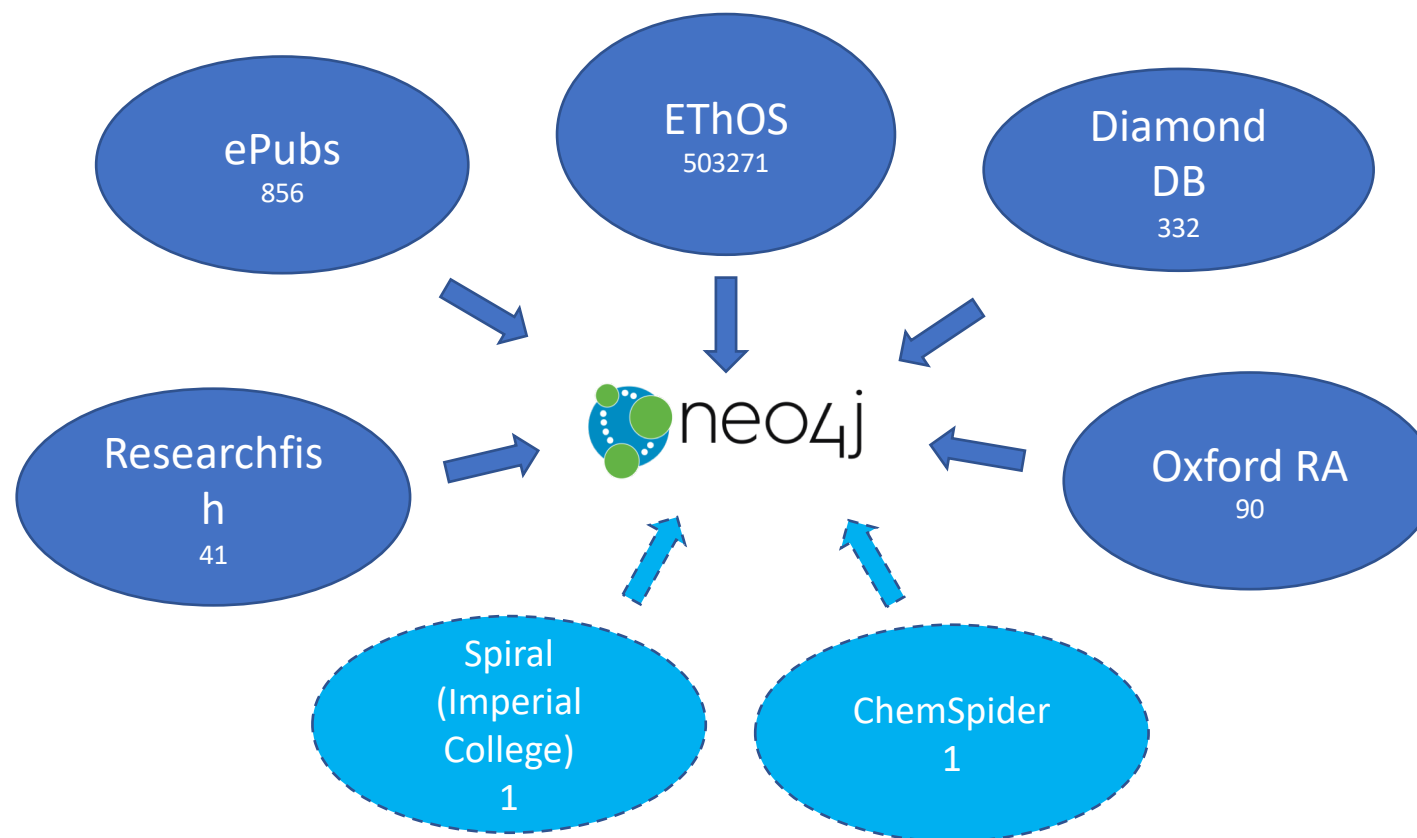 ePubs
856
EThOS
503271
Diamond
DB
332
neo4j
Researchfis
h
41
Oxford RA
90
Spiral
(Imperial
College)
1
ChemSpider
1